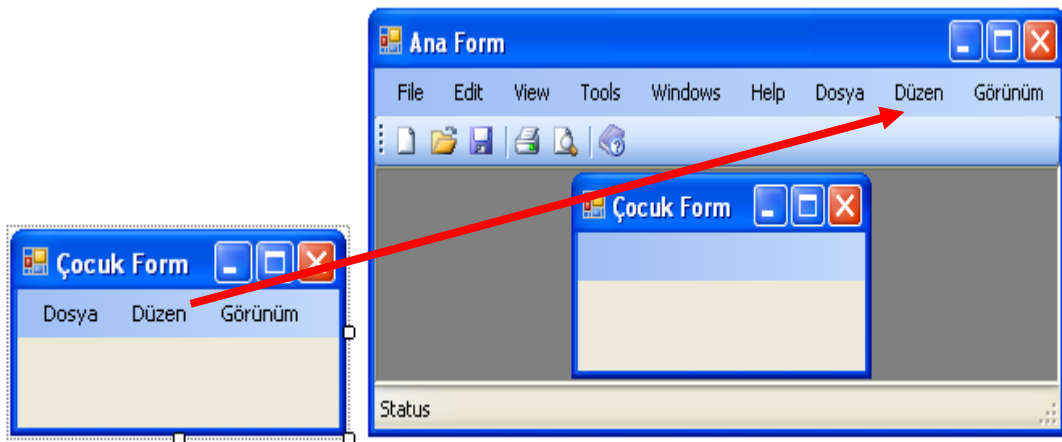 Ana Form
File Edit View Tools Windows Help Dosya Düzen Görünüm
Çocuk Form
Status
Çocuk Form
Dosya Düzen Görünüm